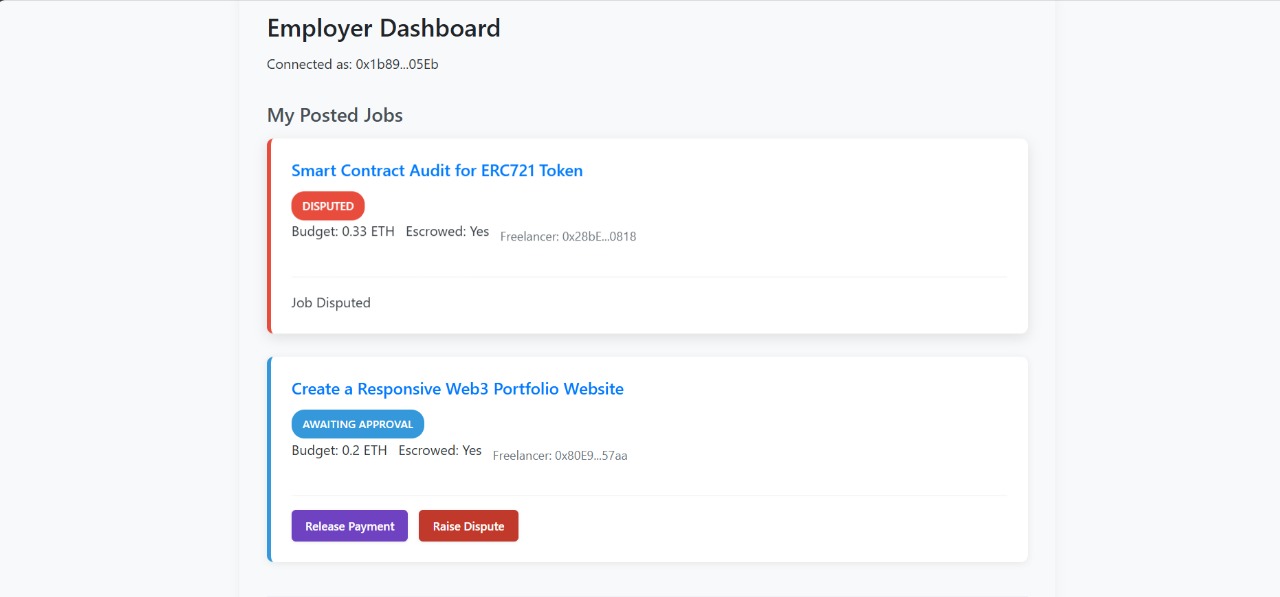 Employer Dashboard
Connected as: 0x1b89...05Eb
My Posted Jobs
Smart Contract Audit for ERC721 Token
DISPUTED
Budget: 0.33 ETH Escrowed: Yes Freelancer: 0x28bE...0818
Job Disputed
Create a Responsive Web3 Portfolio Website
AWAITING APPROVAL
Budget: 0.2 ETH Escrowed: Yes Freelancer: 0x80E9...57aa
Release Payment Raise Dispute